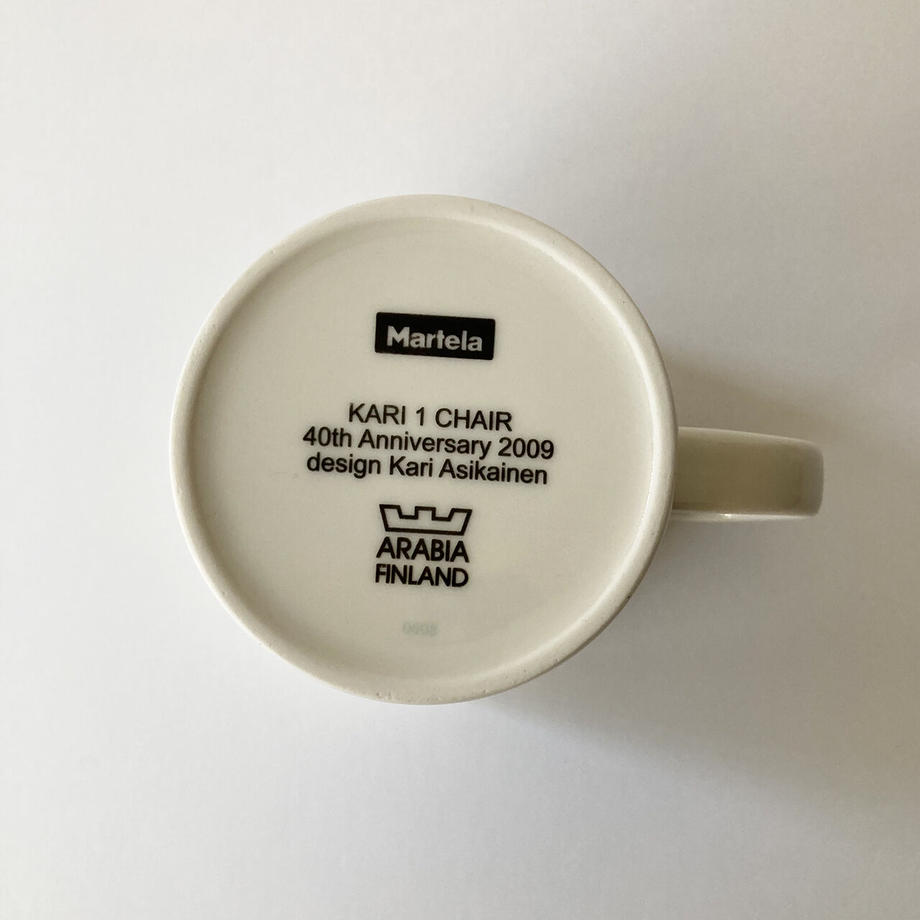 Martela
KARI 1 CHAIR
40th Anniversary 2009
design Kari Asikainen
ARABIA
FINLAND